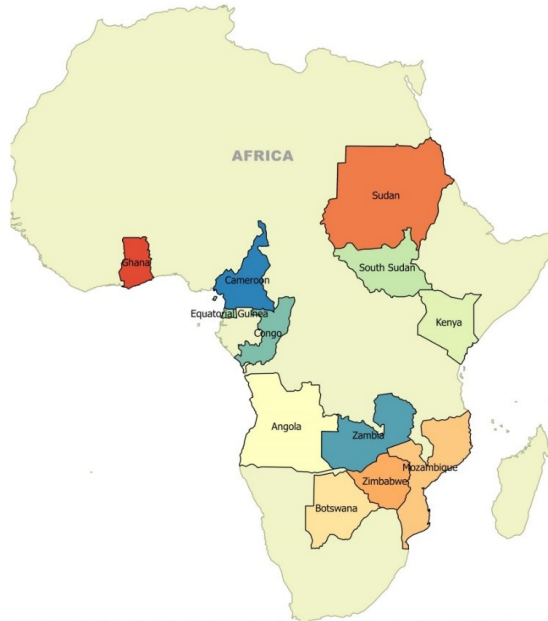 AFRICA
Sudan
Ghana
South Sudan
Cameroon
Equatorial Guinea
Kenya
Congo
Angola
Zambia
Mozambique
Zimbabwe
Botswana